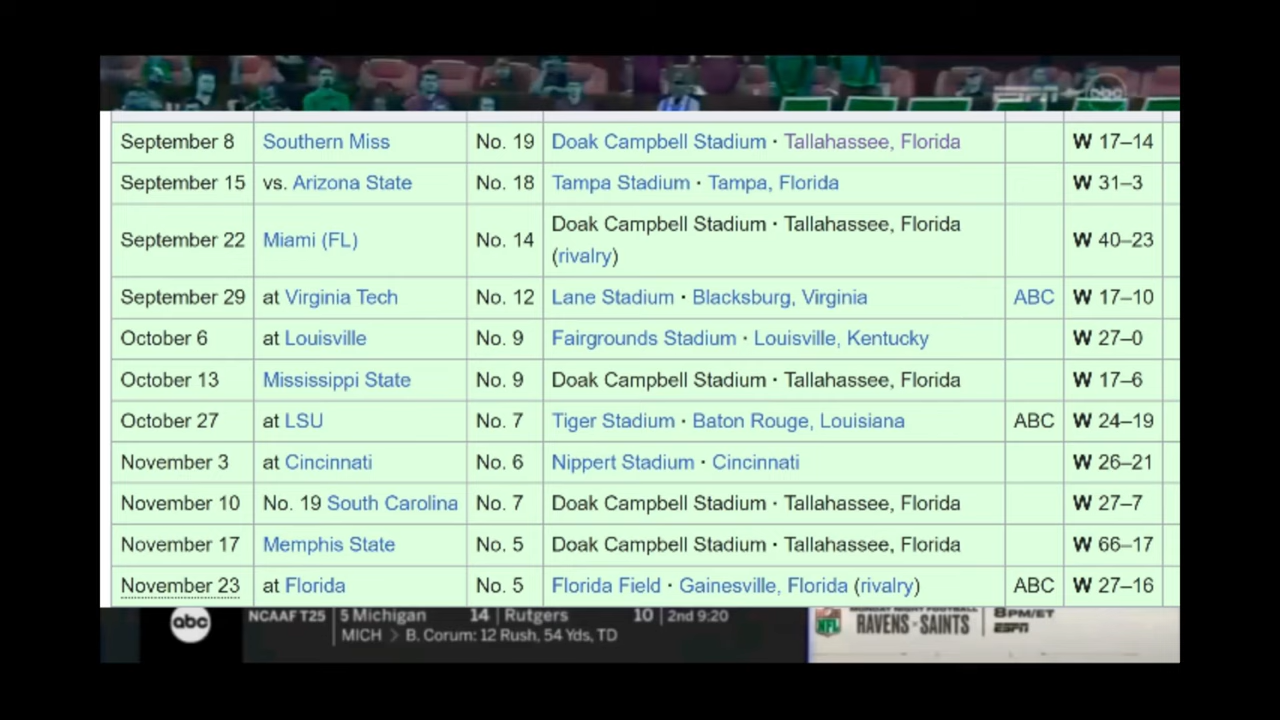 ESPN abc
September 8 Southern Miss No. 19 Doak Campbell Stadium • Tallahassee, Florida W 17–14
September 15 vs. Arizona State No. 18 Tampa Stadium • Tampa, Florida W 31–3
September 22 Miami (FL) No. 14 Doak Campbell Stadium • Tallahassee, Florida
(rivalry) W 40–23
September 29 at Virginia Tech No. 12 Lane Stadium • Blacksburg, Virginia ABC W 17–10
October 6 at Louisville No. 9 Fairgrounds Stadium • Louisville, Kentucky W 27–0
October 13 Mississippi State No. 9 Doak Campbell Stadium • Tallahassee, Florida W 17–6
October 27 at LSU No. 7 Tiger Stadium • Baton Rouge, Louisiana ABC W 24–19
November 3 at Cincinnati No. 6 Nippert Stadium • Cincinnati W 26–21
November 10 No. 19 South Carolina No. 7 Doak Campbell Stadium • Tallahassee, Florida W 27–7
November 17 Memphis State No. 5 Doak Campbell Stadium • Tallahassee, Florida W 66–17
November 23 at Florida No. 5 Florida Field • Gainesville, Florida (rivalry) ABC W 27–16
abc NCAAF T25 5 Michigan 14 Rutgers 10 2nd 9:20
MICH > B. Corum: 12 Rush, 54 Yds, TD
NFL RAVENS - SAINTS 8PM/ET
ESPN